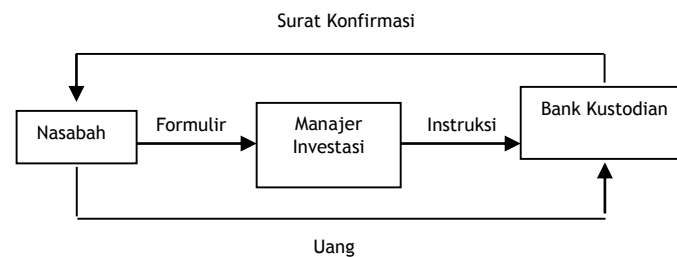 Surat Konfirmasi
Nasabah
Formulir
Manajer
Investasi
Instruksi
Bank Kustodian
Uang